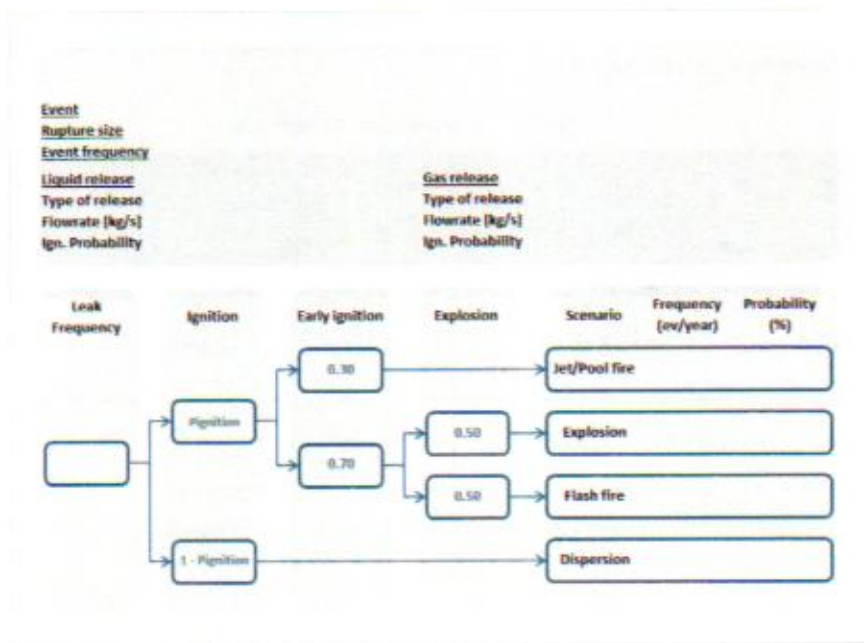 Event
Rupture size
Event frequency
Liquid release
Type of release
Flowrate [kg/s]
Ign. Probability
Gas release
Type of release
Flowrate [kg/s]
Ign. Probability
Leak Frequency
Ignition
Early ignition
Explosion
Scenario
Frequency (ev/year)
Probability (%)
0.30
Jet/Pool fire
Pignition
0.50
Explosion
0.70
0.50
Flash fire
1 - Pignition
Dispersion